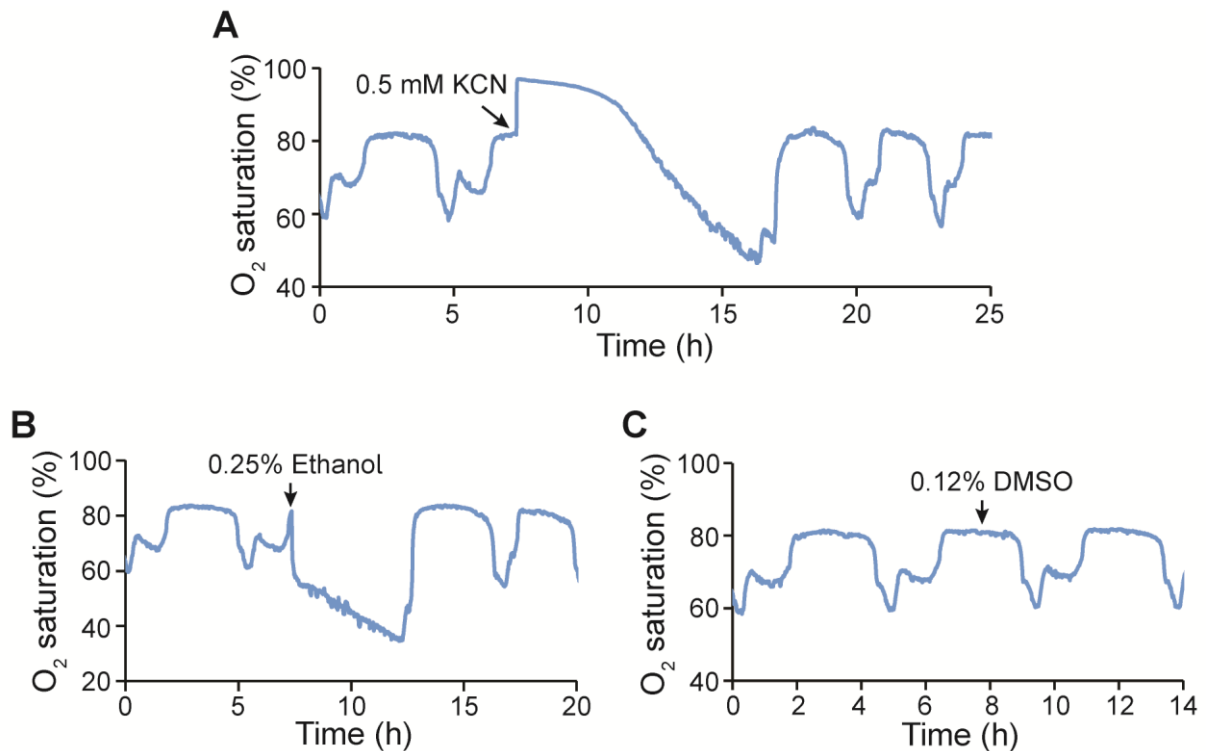 A
O₂ saturation (%)
100
80
60
40
0.5 mM KCN
0 5 10 15 20 25
Time (h)
B
O₂ saturation (%)
100
80
60
40
20
0.25% Ethanol
0 5 10 15 20
Time (h)
C
O₂ saturation (%)
100
80
60
40
0.12% DMSO
0 2 4 6 8 10 12 14
Time (h)